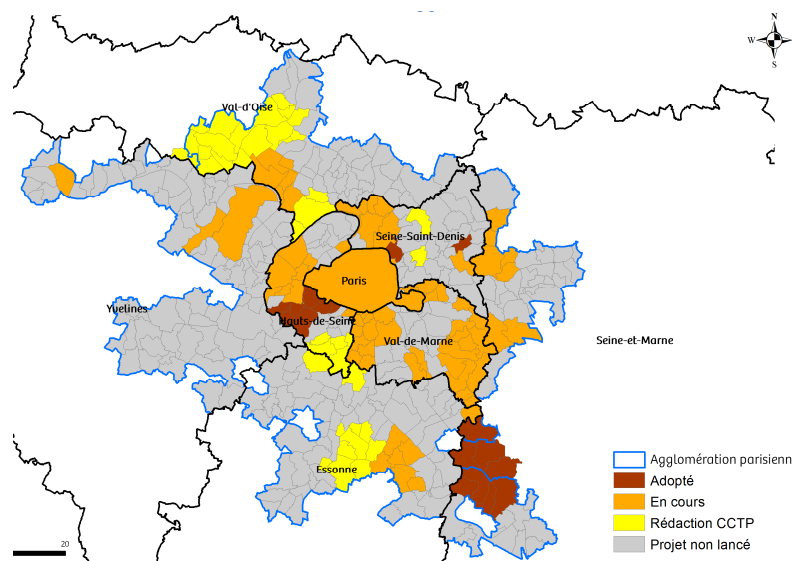 N
W
S
Val-d'Oise
Seine-Saint-Denis
Paris
Yvelines
Hauts-de-Seine
Val-de-Marne
Seine-et-Marne
Essonne
Agglomération parisienn
Adopté
En cours
Rédaction CCTP
Projet non lancé
20